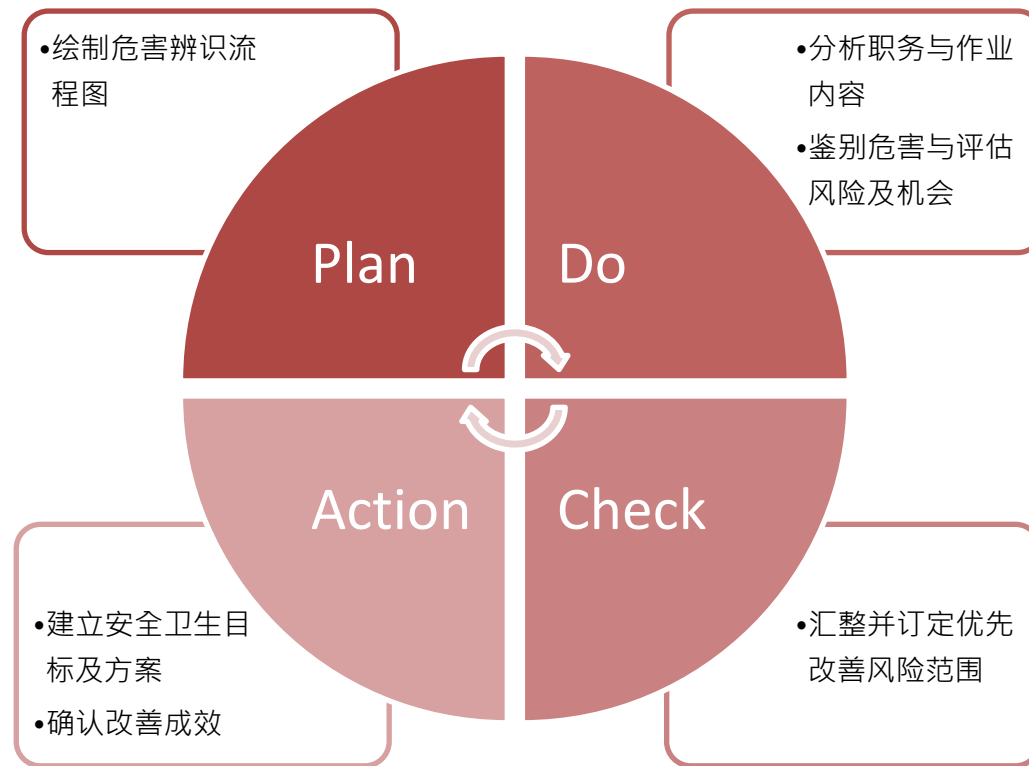 •绘制危害辨识流
程图
•分析职务与作业
内容
•鉴别危害与评估
风险及机会
Plan
Do
Action
Check
•建立安全卫生目
标及方案
•确认改善成效
•汇整并订定优先
改善风险范围